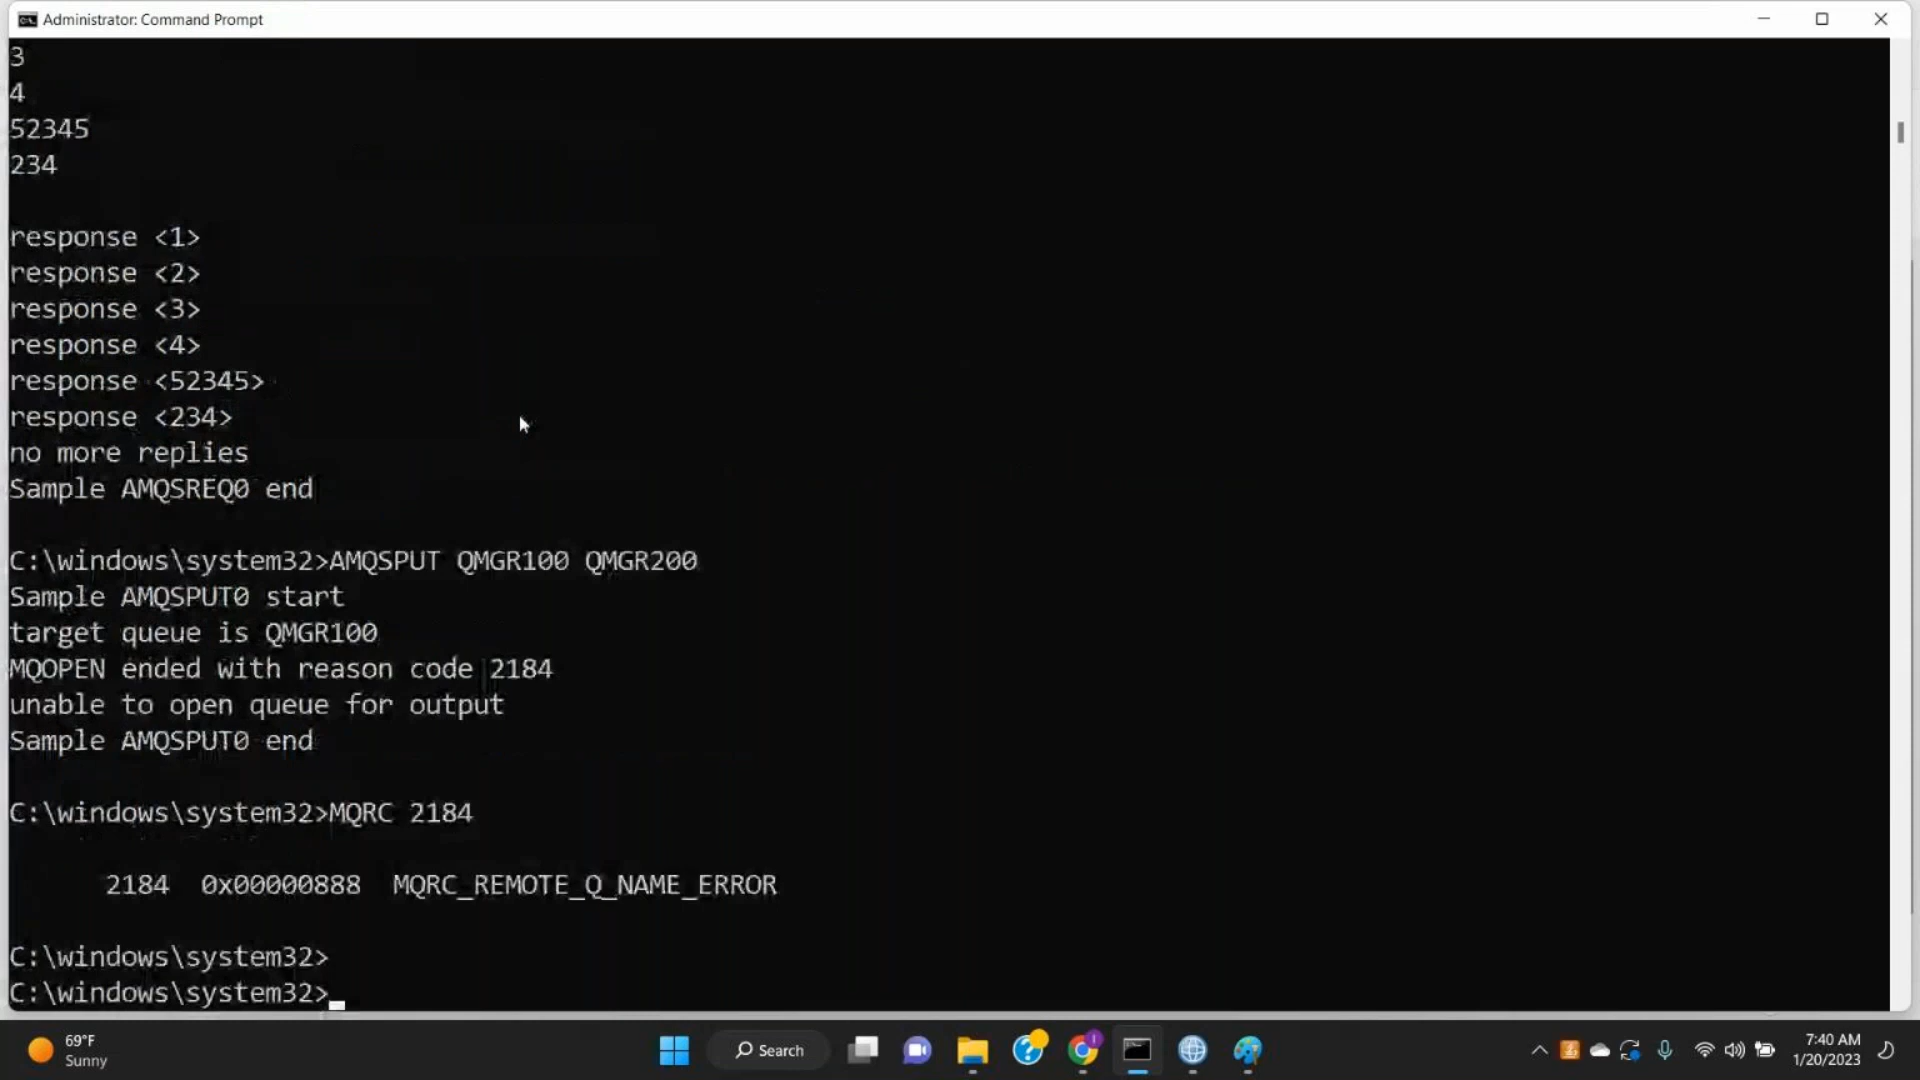 Administrator: Command Prompt
3
4
52345
234
response <1>
response <2>
response <3>
response <4>
response <52345>
response <234>
no more replies
Sample AMQSREQ0 end
C:\windows\system32>AMQSPUT QMGR100 QMGR200
Sample AMQSPUT0 start
target queue is QMGR100
MQOPEN ended with reason code 2184
unable to open queue for output
Sample AMQSPUT0 end
C:\windows\system32>MQRC 2184
2184 0x00000888 MQRC_REMOTE_Q_NAME_ERROR
C:\windows\system32>
C:\windows\system32>
69°F
Sunny
Search
7:40 AM
1/20/2023